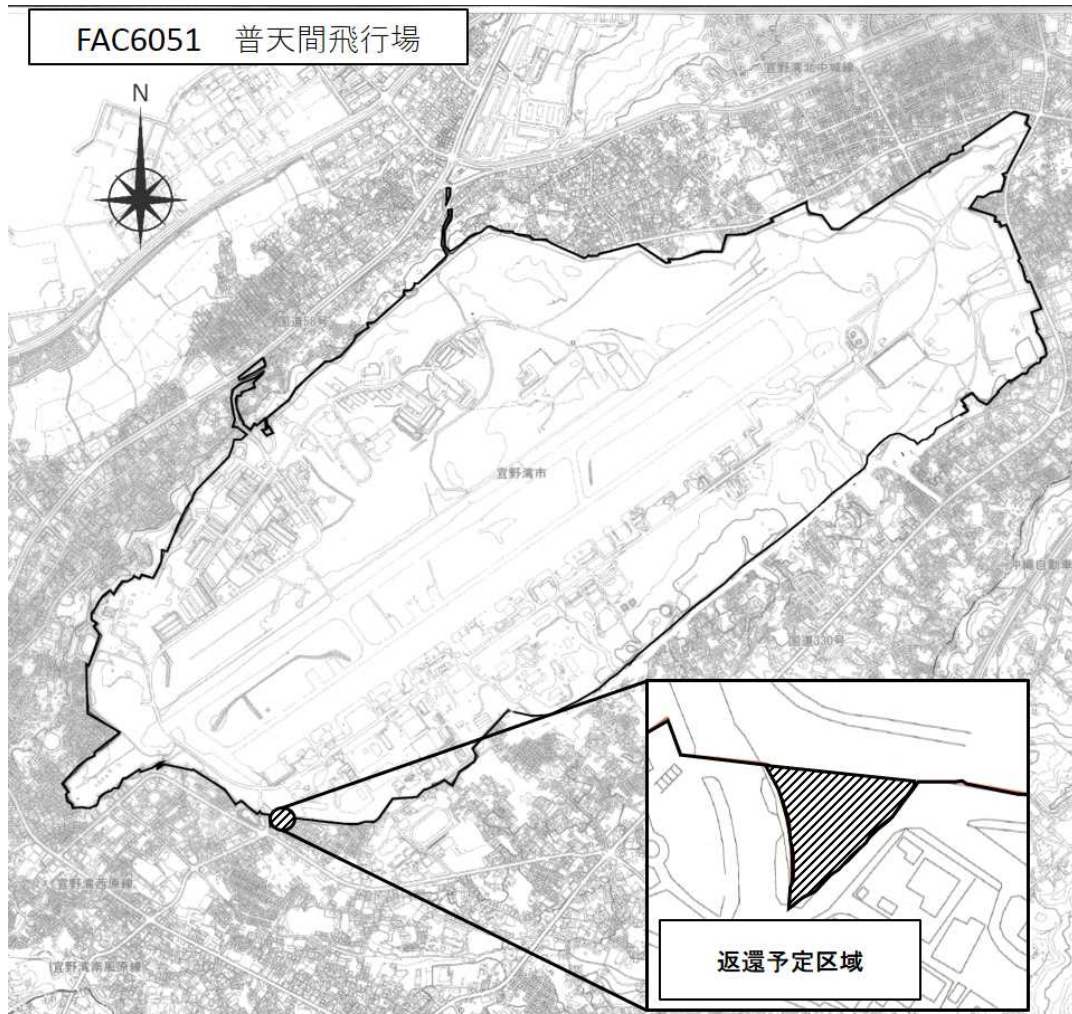 FAC6051 普天間飛行場
N
宜野湾北中城線
国道58号
宜野湾市
沖縄自動車
国道330号
宜野湾西原線
宜野湾南風原線
返還予定区域